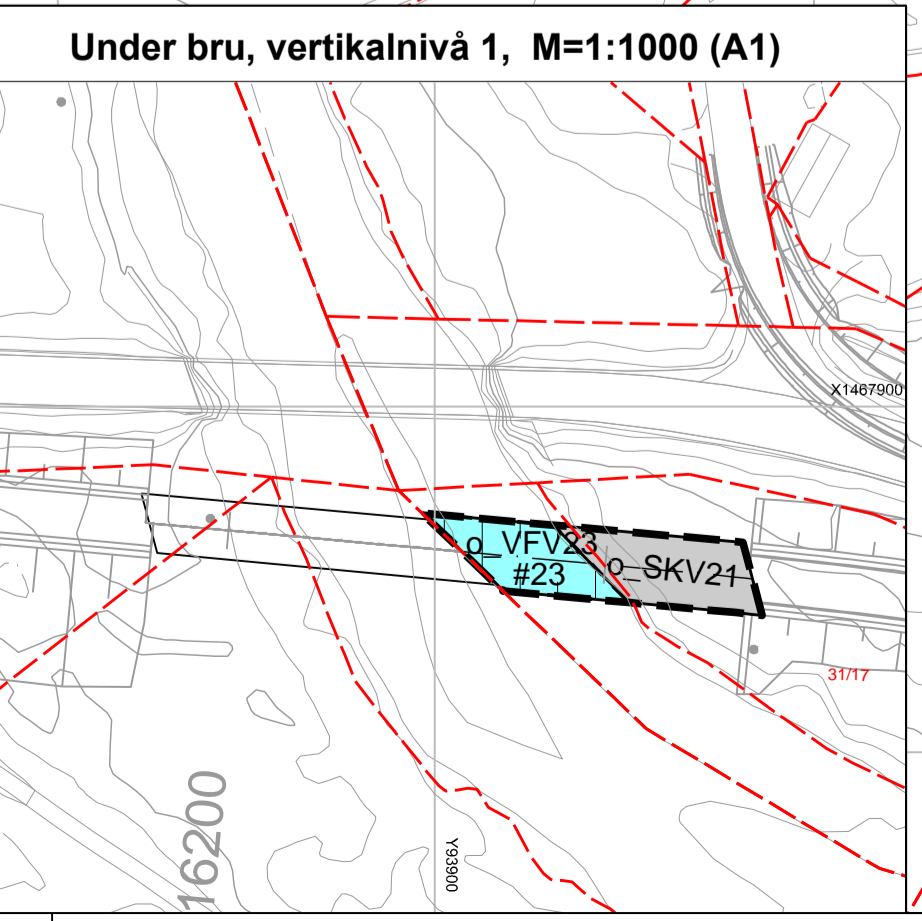 Under bru, vertikalnivå 1, M=1:1000 (A1)
X1467900
o_VFV23
#23
o_SKV21
31/17
16200
Y93900